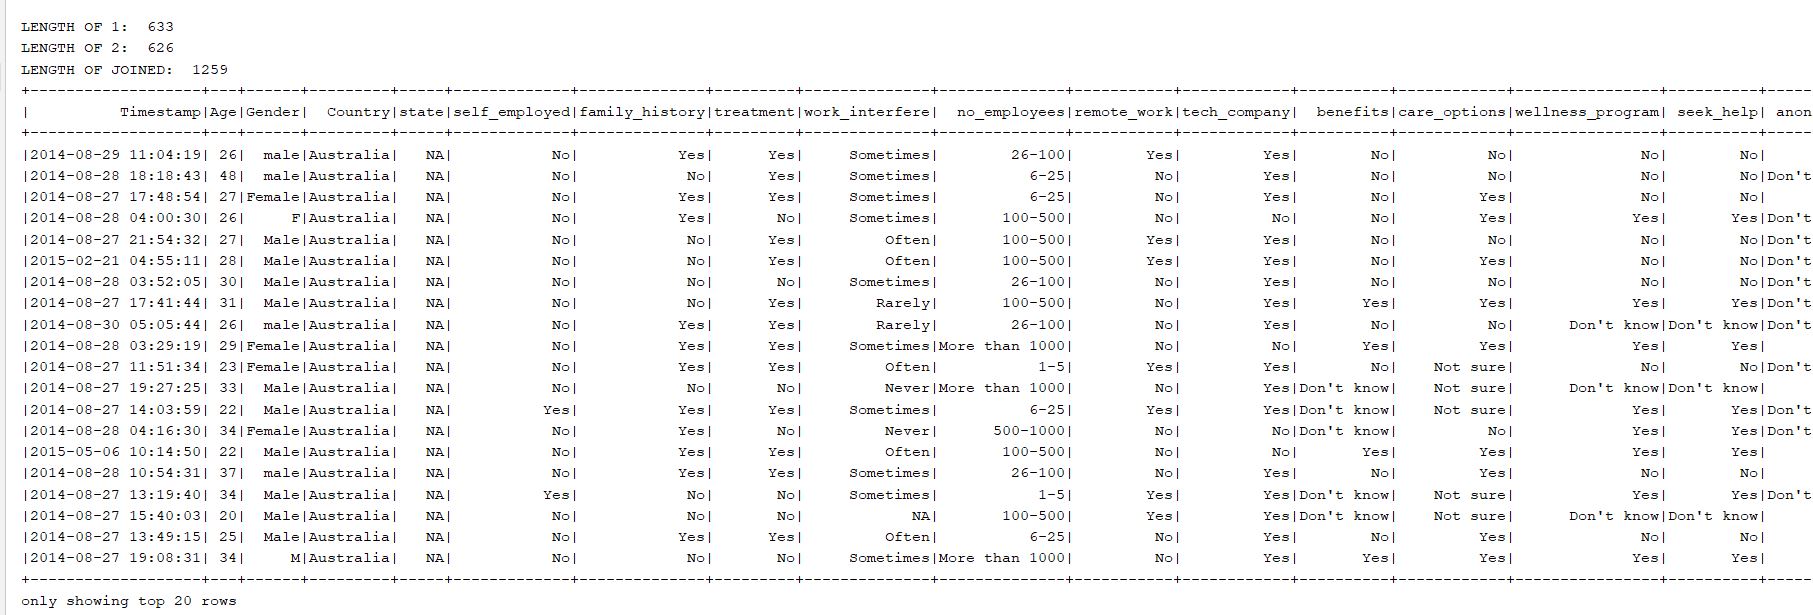 LENGTH OF 1:  633
LENGTH OF 2:  626
LENGTH OF JOINED:  1259
+-------------------+---+------+---------+-----+-------------+--------------+---------+--------------+--------------+-----------+------------+----------+------------+----------------+----------+-----
|          Timestamp|Age|Gender|  Country|state|self_employed|family_history|treatment|work_interfere|  no_employees|remote_work|tech_company|  benefits|care_options|wellness_program| seek_help| anon
+-------------------+---+------+---------+-----+-------------+--------------+---------+--------------+--------------+-----------+------------+----------+------------+----------------+----------+-----
|2014-08-29 11:04:19| 26|  male|Australia|   NA|           No|           Yes|      Yes|     Sometimes|        26-100|        Yes|         Yes|        No|          No|              No|        No|
|2014-08-28 18:18:43| 48|  male|Australia|   NA|           No|            No|      Yes|     Sometimes|          6-25|         No|         Yes|        No|          No|              No|        No|Don't
|2014-08-27 17:48:54| 27|Female|Australia|   NA|           No|           Yes|      Yes|     Sometimes|          6-25|         No|         Yes|        No|         Yes|              No|        No|
|2014-08-28 04:00:30| 26|     F|Australia|   NA|           No|           Yes|       No|     Sometimes|       100-500|         No|          No|        No|         Yes|             Yes|       Yes|Don't
|2014-08-27 21:54:32| 27|  Male|Australia|   NA|           No|            No|      Yes|         Often|       100-500|        Yes|         Yes|        No|          No|              No|        No|Don't
|2015-02-21 04:55:11| 28|  Male|Australia|   NA|           No|            No|      Yes|         Often|       100-500|        Yes|         Yes|        No|         Yes|              No|        No|Don't
|2014-08-28 03:52:05| 30|  Male|Australia|   NA|           No|            No|       No|     Sometimes|        26-100|         No|         Yes|        No|          No|              No|        No|Don't
|2014-08-27 17:41:44| 31|  Male|Australia|   NA|           No|            No|      Yes|        Rarely|       100-500|         No|         Yes|       Yes|         Yes|             Yes|       Yes|Don't
|2014-08-30 05:05:44| 26|  male|Australia|   NA|           No|           Yes|      Yes|        Rarely|        26-100|         No|         Yes|        No|          No|      Don't know|Don't know|Don't
|2014-08-28 03:29:19| 29|Female|Australia|   NA|           No|           Yes|      Yes|     Sometimes|More than 1000|         No|          No|       Yes|         Yes|             Yes|       Yes|
|2014-08-27 11:51:34| 23|Female|Australia|   NA|           No|           Yes|      Yes|         Often|           1-5|        Yes|         Yes|        No|    Not sure|              No|        No|Don't
|2014-08-27 19:27:25| 33|  Male|Australia|   NA|           No|            No|       No|         Never|More than 1000|         No|         Yes|Don't know|    Not sure|      Don't know|Don't know|
|2014-08-27 14:03:59| 22|  Male|Australia|   NA|          Yes|           Yes|      Yes|     Sometimes|          6-25|        Yes|         Yes|Don't know|    Not sure|             Yes|       Yes|Don't
|2014-08-28 04:16:30| 34|Female|Australia|   NA|           No|           Yes|       No|         Never|      500-1000|         No|          No|Don't know|          No|             Yes|       Yes|Don't
|2015-05-06 10:14:50| 22|  Male|Australia|   NA|           No|           Yes|      Yes|         Often|       100-500|         No|          No|       Yes|         Yes|             Yes|       Yes|
|2014-08-28 10:54:31| 37|  male|Australia|   NA|           No|           Yes|      Yes|     Sometimes|        26-100|         No|         Yes|        No|         Yes|              No|        No|
|2014-08-27 13:19:40| 34|  Male|Australia|   NA|          Yes|            No|       No|     Sometimes|           1-5|        Yes|         Yes|Don't know|    Not sure|             Yes|       Yes|Don't
|2014-08-27 15:40:03| 20|  Male|Australia|   NA|           No|            No|       No|            NA|       100-500|        Yes|         Yes|Don't know|    Not sure|      Don't know|Don't know|
|2014-08-27 13:49:15| 25|  Male|Australia|   NA|           No|           Yes|      Yes|         Often|          6-25|         No|         Yes|        No|         Yes|              No|        No|
|2014-08-27 19:08:31| 34|     M|Australia|   NA|           No|            No|       No|     Sometimes|More than 1000|         No|         Yes|       Yes|         Yes|             Yes|       Yes|
+-------------------+---+------+---------+-----+-------------+--------------+---------+--------------+--------------+-----------+------------+----------+------------+----------------+----------+-----
only showing top 20 rows